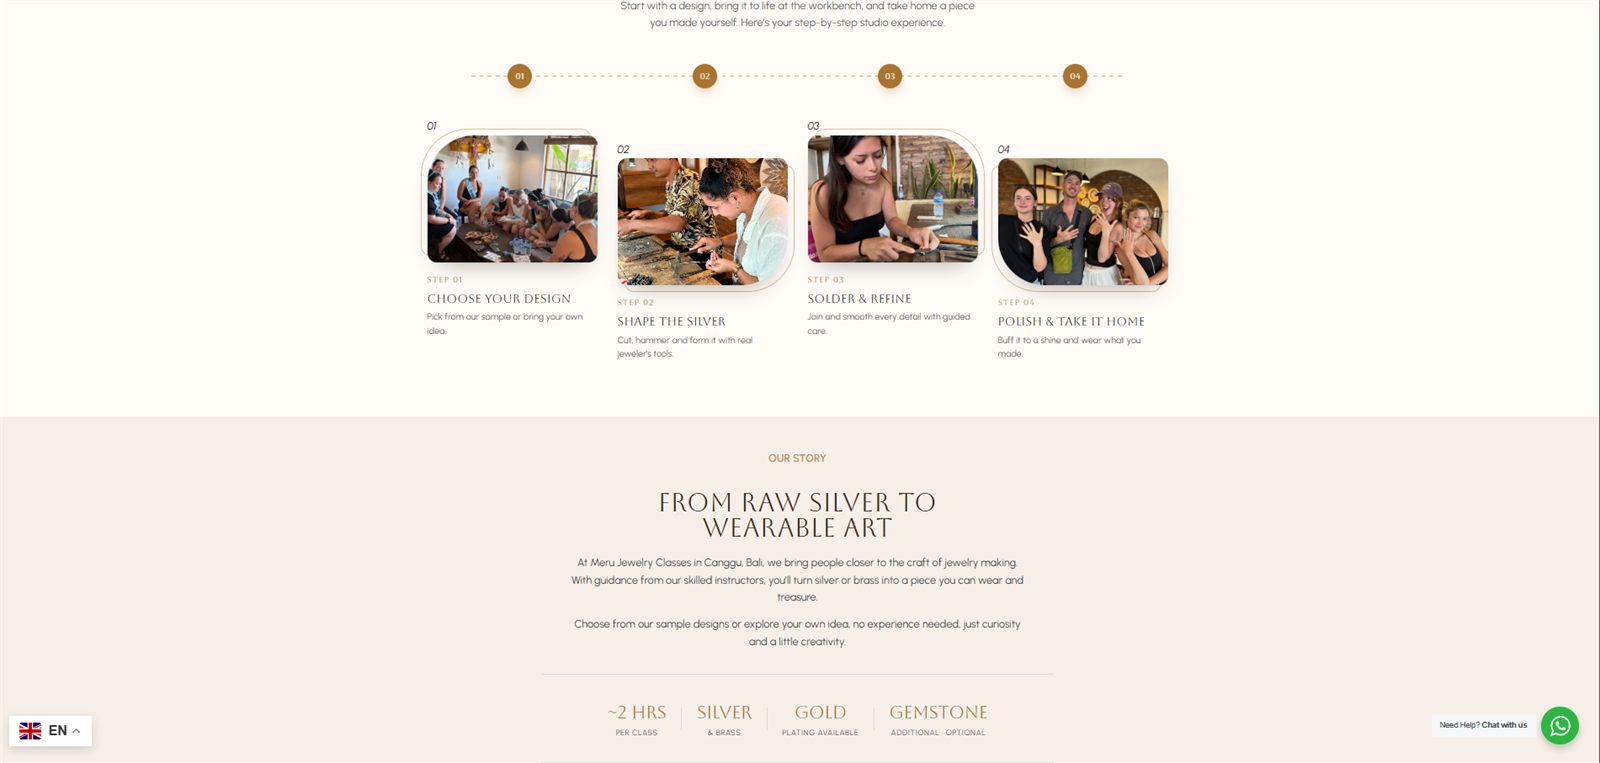 Start with a design, bring it to life at the workbench, and take home a piece
you made yourself. Here's your step-by-step studio experience.
01
02
03
04
01
02
03
04
STEP 01
CHOOSE YOUR DESIGN
Pick from our sample or bring your own
idea.
STEP 02
SHAPE THE SILVER
Cut, hammer and form it with real
jeweler's tools.
STEP 03
SOLDER & REFINE
Join and smooth every detail with guided
care.
STEP 04
POLISH & TAKE IT HOME
Buff it to a shine and wear what you
made.
OUR STORY
FROM RAW SILVER TO
WEARABLE ART
At Meru Jewelry Classes in Canggu, Bali, we bring people closer to the craft of jewelry making.
With guidance from our skilled instructors, you'll turn silver or brass into a piece you can wear and
treasure.
Choose from our sample designs or explore your own idea, no experience needed, just curiosity
and a little creativity.
~2 HRS
PER CLASS
SILVER
& BRASS
GOLD
PLATING AVAILABLE
GEMSTONE
ADDITIONAL · OPTIONAL
EN
Need Help? Chat with us